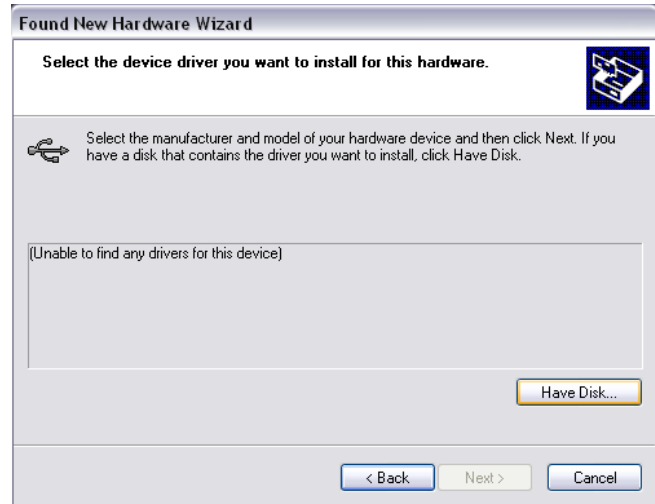 Found New Hardware Wizard
Select the device driver you want to install for this hardware.
Select the manufacturer and model of your hardware device and then click Next. If you
have a disk that contains the driver you want to install, click Have Disk.
(Unable to find any drivers for this device)
Have Disk...
< Back
Next >
Cancel